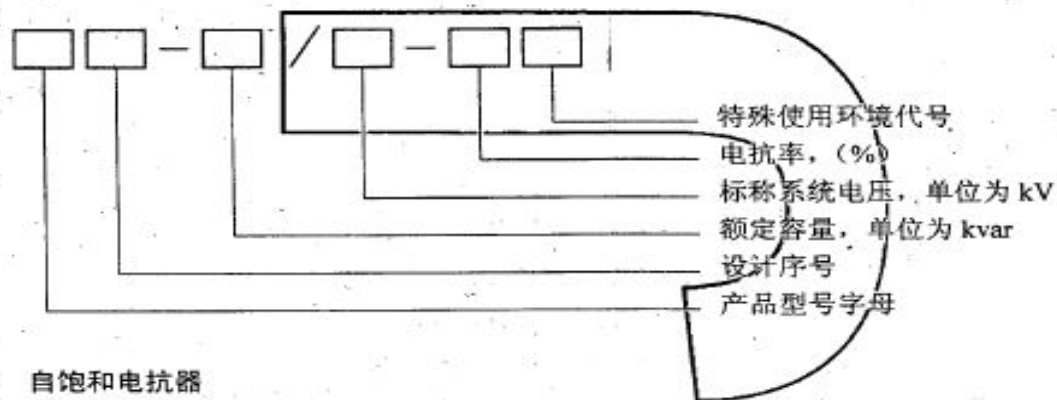 特殊使用环境代号
电抗率，（%）
标称系统电压，单位为 kV
额定容量，单位为 kvar
设计序号
产品型号字母
自饱和电抗器